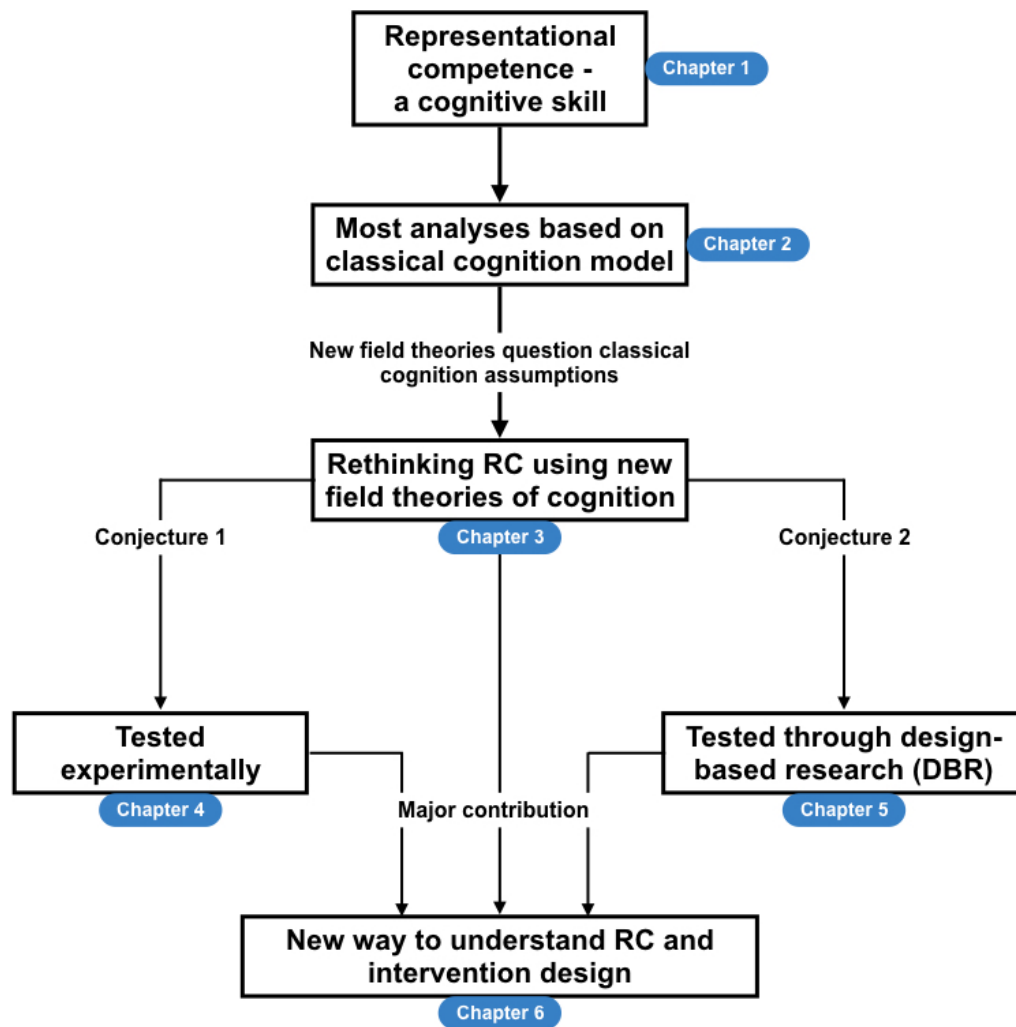 Representational
competence -
a cognitive skill
Chapter 1
Most analyses based on
classical cognition model
Chapter 2
New field theories question classical
cognition assumptions
Rethinking RC using new
field theories of cognition
Chapter 3
Conjecture 1
Conjecture 2
Tested
experimentally
Chapter 4
Tested through design-
based research (DBR)
Chapter 5
Major contribution
New way to understand RC and
intervention design
Chapter 6